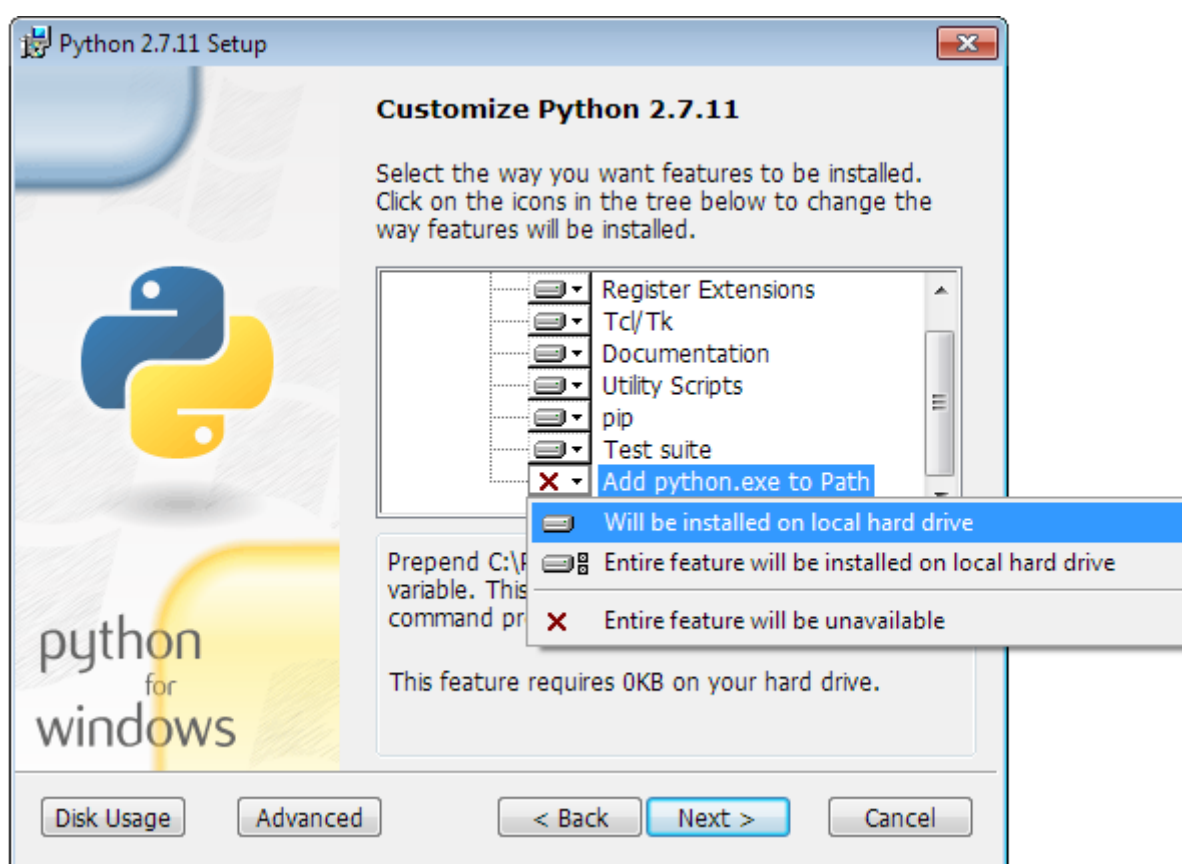 Python 2.7.11 Setup
Customize Python 2.7.11
Select the way you want features to be installed.
Click on the icons in the tree below to change the
way features will be installed.
Register Extensions
Tcl/Tk
Documentation
Utility Scripts
pip
Test suite
Add python.exe to Path
Will be installed on local hard drive
Entire feature will be installed on local hard drive
Entire feature will be unavailable
Prepend C:\
variable. This
command
This feature requires 0KB on your hard drive.
python
for
windows
Disk Usage
Advanced
< Back
Next >
Cancel